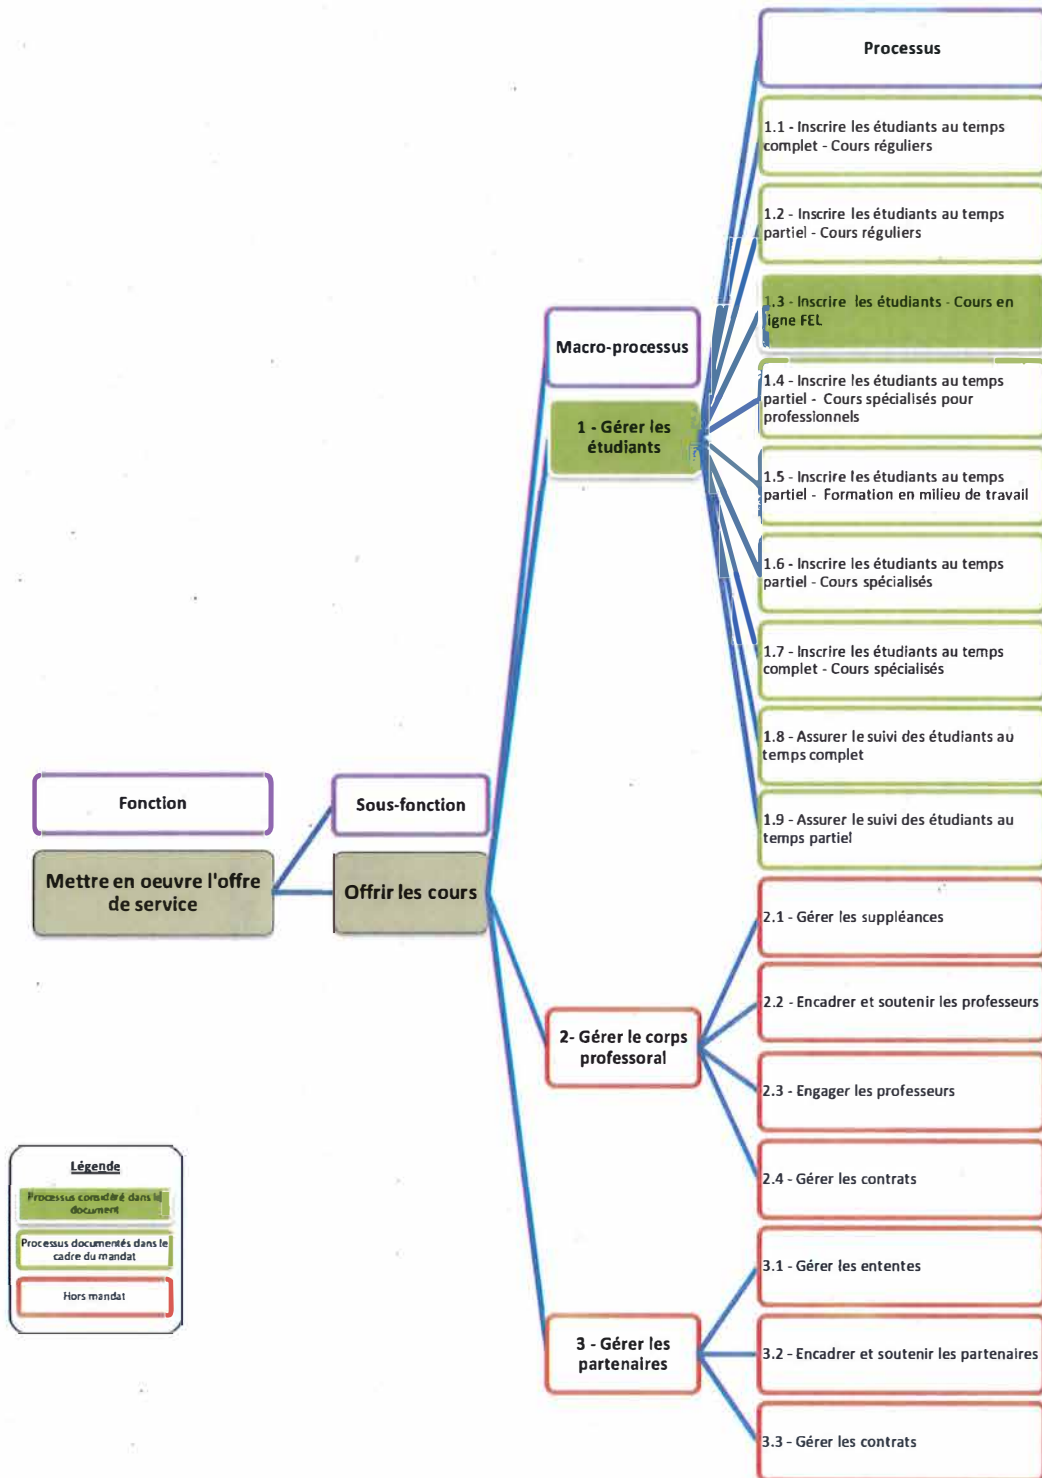 Processus
1.1 - Inscrire les étudiants au temps
complet - Cours réguliers
1.2 - Inscrire les étudiants au temps
partiel - Cours réguliers
1.3 - Inscrire les étudiants - Cours en
ligne FEL
Macro-processus
1.4 - Inscrire les étudiants au temps
partiel - Cours spécialisés pour
professionnels
1 - Gérer les
étudiants
1.5 - Inscrire les étudiants au temps
partiel - Formation en milieu de travail
1.6 - Inscrire les étudiants au temps
partiel - Cours spécialisés
1.7 - Inscrire les étudiants au temps
complet - Cours spécialisés
1.8 - Assurer le suivi des étudiants au
temps complet
Fonction
Sous-fonction
1.9 - Assurer le suivi des étudiants au
temps partiel
Mettre en oeuvre l'offre
de service
Offrir les cours
2.1 - Gérer les suppléances
2.2 - Encadrer et soutenir les professeurs
2- Gérer le corps
professoral
2.3 - Engager les professeurs
2.4 - Gérer les contrats
Légende
Processus considéré dans le
document
Processus documentés dans le
cadre du mandat
Hors mandat
3.1 - Gérer les ententes
3 - Gérer les
partenaires
3.2 - Encadrer et soutenir les partenaires
3.3 - Gérer les contrats